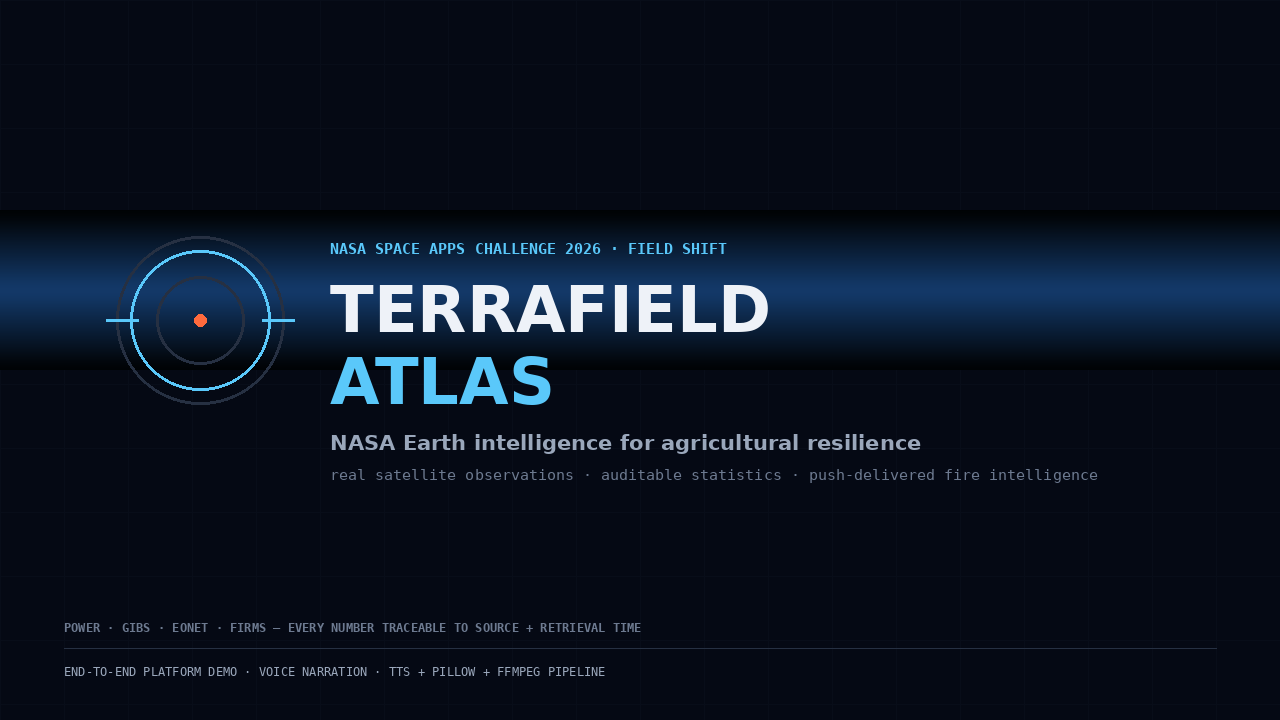 NASA SPACE APPS CHALLENGE 2026 · FIELD SHIFT
TERRAFIELD
ATLAS
NASA Earth intelligence for agricultural resilience
real satellite observations · auditable statistics · push-delivered fire intelligence
POWER · GIBS · EONET · FIRMS — EVERY NUMBER TRACEABLE TO SOURCE + RETRIEVAL TIME
END-TO-END PLATFORM DEMO · VOICE NARRATION · TTS + PILLOW + FFMPEG PIPELINE